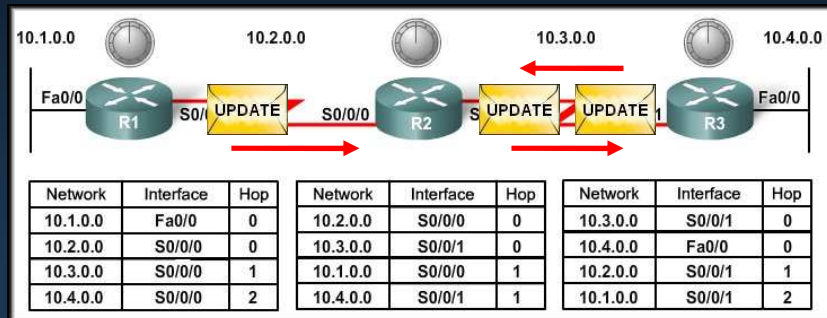 10.1.0.0 10.2.0.0 10.3.0.0 10.4.0.0
Fa0/0 S0/ UPDATE S0/0/0 S UPDATE UPDATE 1 Fa0/0
R1 R2 R3
Network Interface Hop
10.1.0.0 Fa0/0 0
10.2.0.0 S0/0/0 0
10.3.0.0 S0/0/0 1
10.4.0.0 S0/0/0 2
Network Interface Hop
10.2.0.0 S0/0/0 0
10.3.0.0 S0/0/1 0
10.1.0.0 S0/0/0 1
10.4.0.0 S0/0/1 1
Network Interface Hop
10.3.0.0 S0/0/1 0
10.4.0.0 Fa0/0 0
10.2.0.0 S0/0/1 1
10.1.0.0 S0/0/1 2